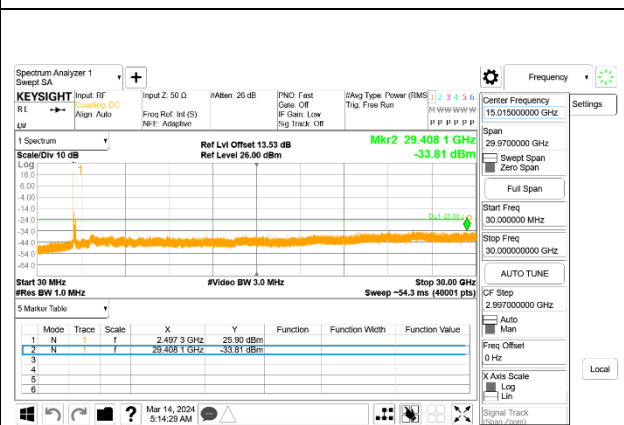 Spectrum Analyzer 1
Swept SA
Frequency
KEYSIGHT
Input: RF
Input Z: 50 Ω
#Atten: 26 dB
PNO: Fast
#Avg Type: Power (RMS
1 2 3 4 5 6
RL
Coupling: DC
Gate: Off
Trig: Free Run
M W W W W W
Align: Auto
Freq Ref: Int (S)
IF Gain: Low
NFE: Adaptive
Sig Track: Off
P P P P P P
Center Frequency
15.015000000 GHz
Settings
Span
29.9700000 GHz
Swept Span
Zero Span
Full Span
Start Freq
30.000000 MHz
Stop Freq
30.000000000 GHz
AUTO TUNE
CF Step
2.997000000 GHz
Auto
Man
Freq Offset
0 Hz
X Axis Scale
Log
Lin
Signal Track
(Span Zoom)
Local
1 Spectrum
Ref Lvl Offset 13.53 dB
Mkr2 29.408 1 GHz
Scale/Div 10 dB
Ref Level 26.00 dBm
-33.81 dBm
Log
1
16.0
6.00
-4.00
-14.0
-24.0
-34.0
-44.0
-54.0
-64.0
Start 30 MHz
#Video BW 3.0 MHz
Stop 30.00 GHz
#Res BW 1.0 MHz
Sweep ~54.3 ms (40001 pts)
5 Marker Table
Mode Trace Scale X Y Function Function Width Function Value
1 N 1 f 2.497 3 GHz 25.90 dBm
2 N 1 f 29.408 1 GHz -33.81 dBm
3
4
5
6
?
Mar 14, 2024
5:14:29 AM